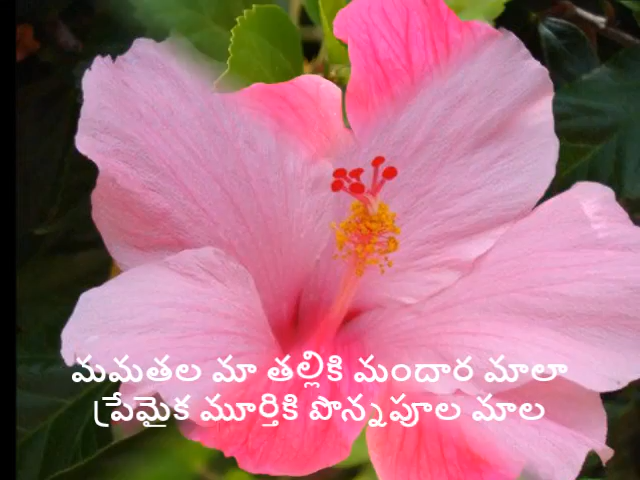 మమతల మా తల్లికి మందార మాలా
ప్రేమైక మూర్తికి పొన్నపూల మాల